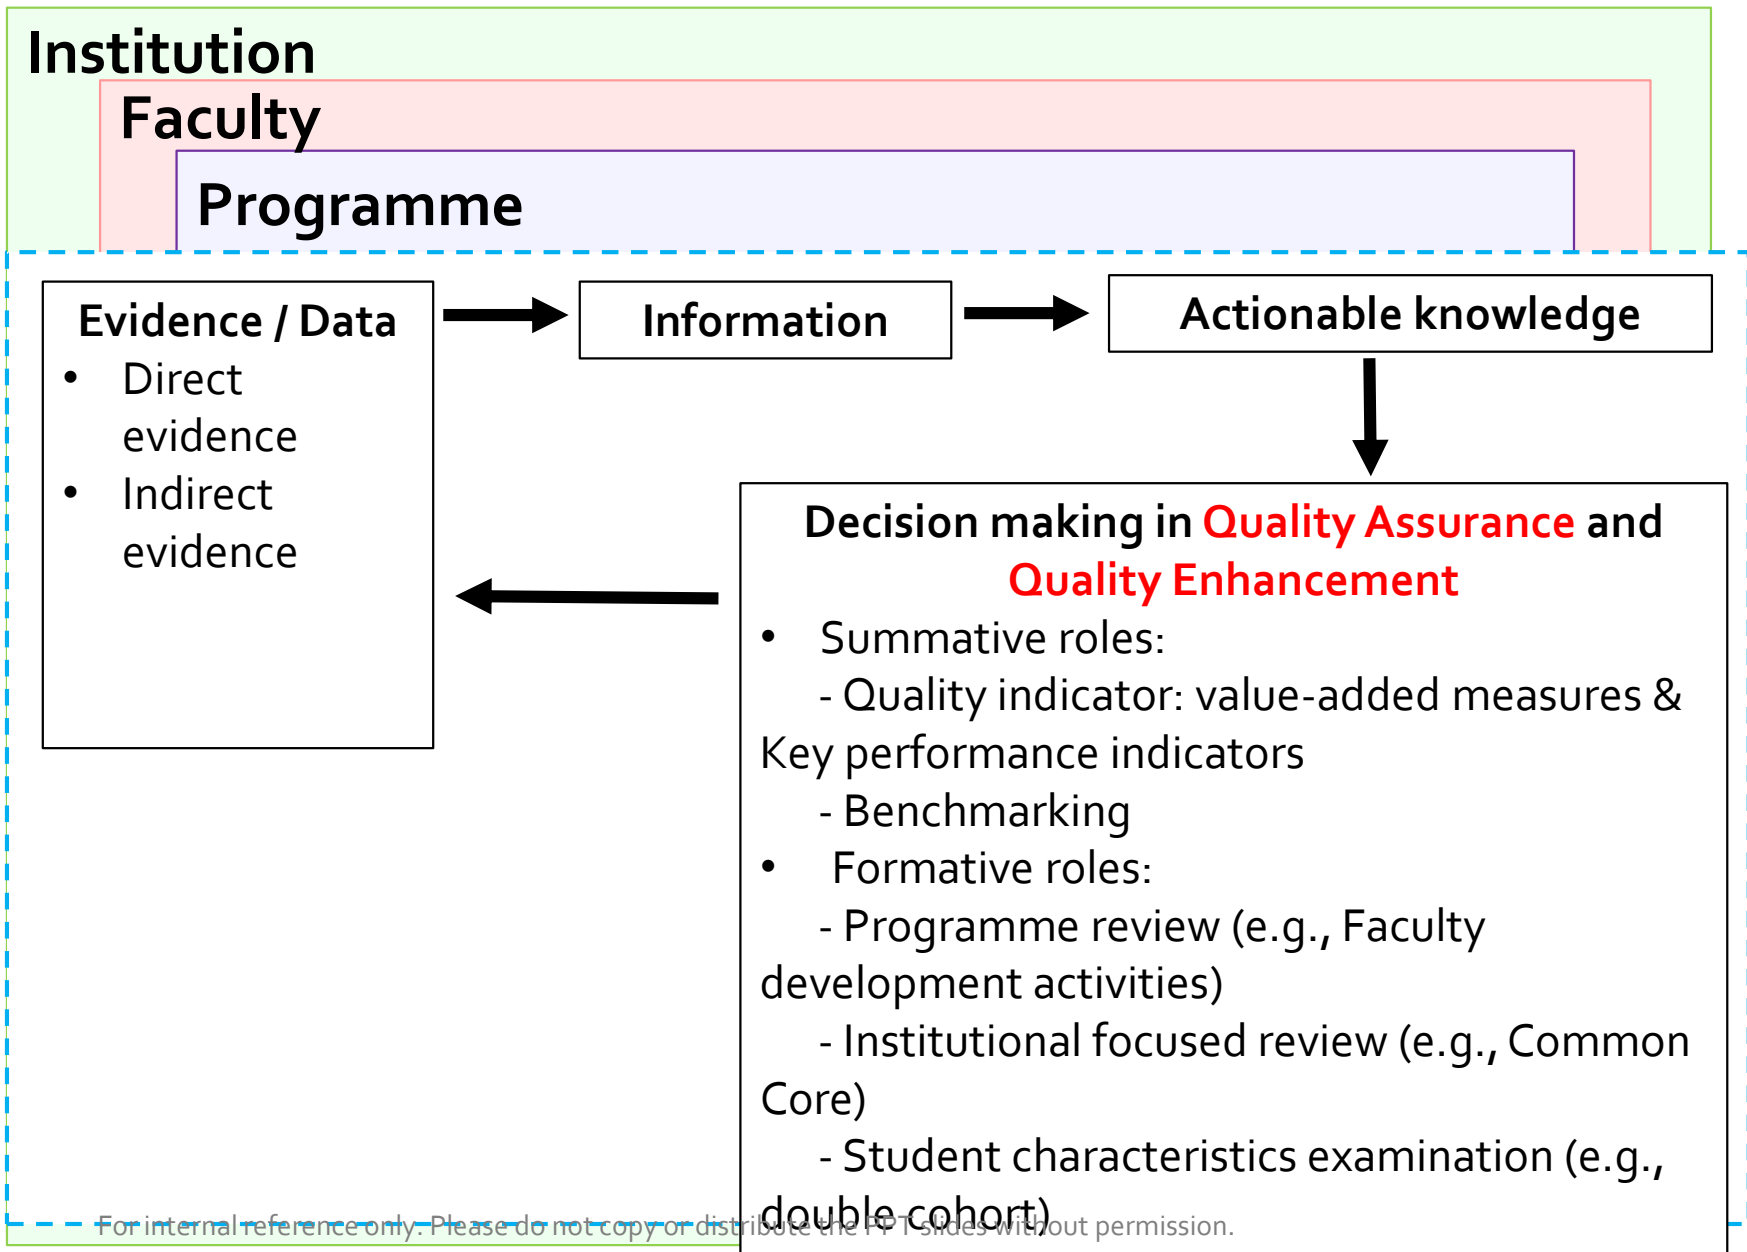 Institution
Faculty
Programme
Evidence / Data
• Direct
evidence
• Indirect
evidence
Information
Actionable knowledge
Decision making in Quality Assurance and
Quality Enhancement
• Summative roles:
- Quality indicator: value-added measures &
Key performance indicators
- Benchmarking
• Formative roles:
- Programme review (e.g., Faculty
development activities)
- Institutional focused review (e.g., Common
Core)
- Student characteristics examination (e.g.,
double cohort)
For internal reference only. Please do not copy or distribute the PPT slides without permission.